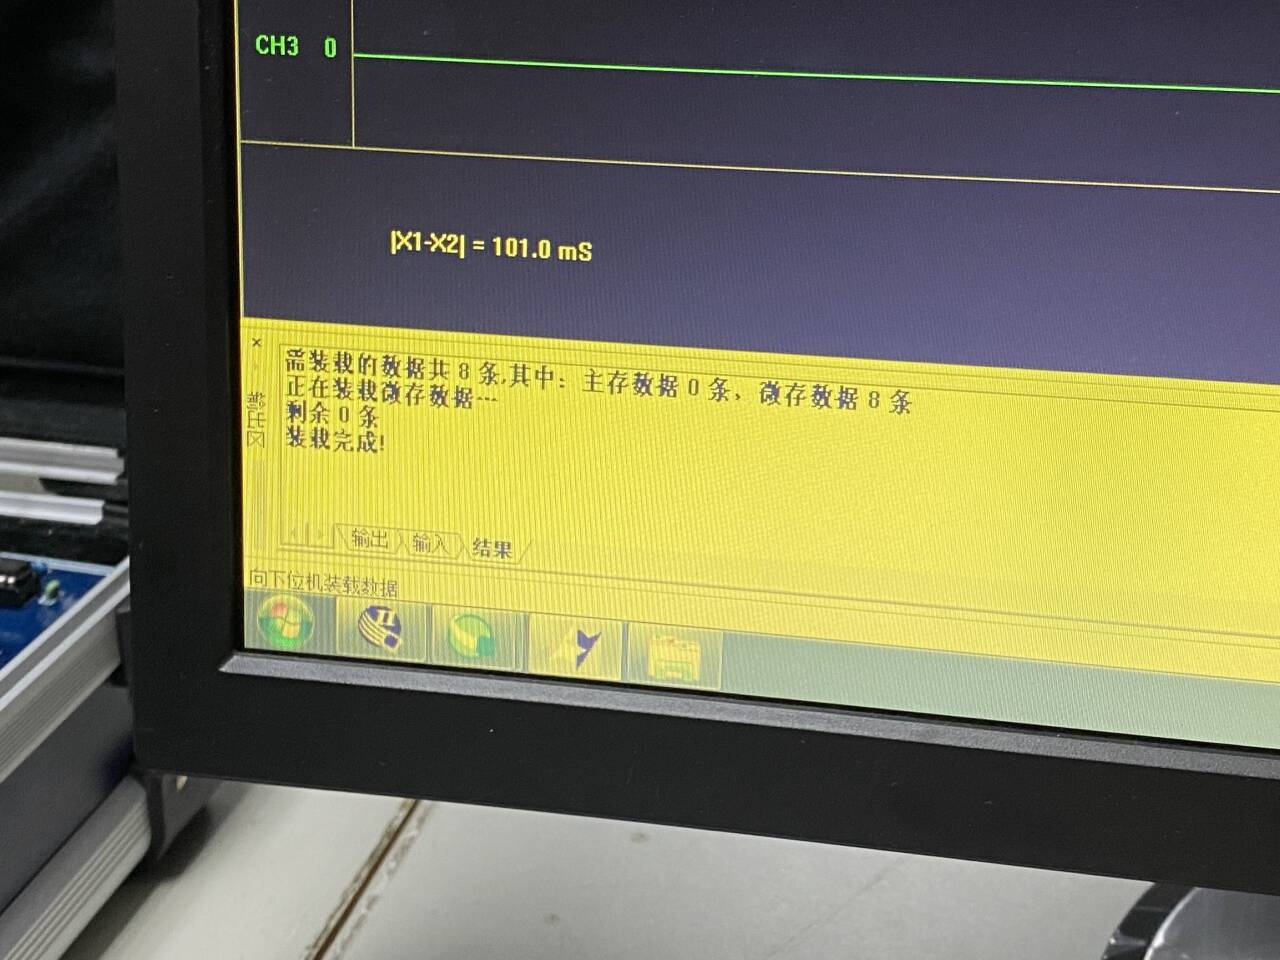 CH3 0
|X1-X2| = 101.0 mS
需装载的数据共 8 条,其中：主存数据 0 条，微存数据 8 条
正在装载微存数据…
剩余 0 条
装载完成!
输出区
输出 输入 结果
向下位机装载数据